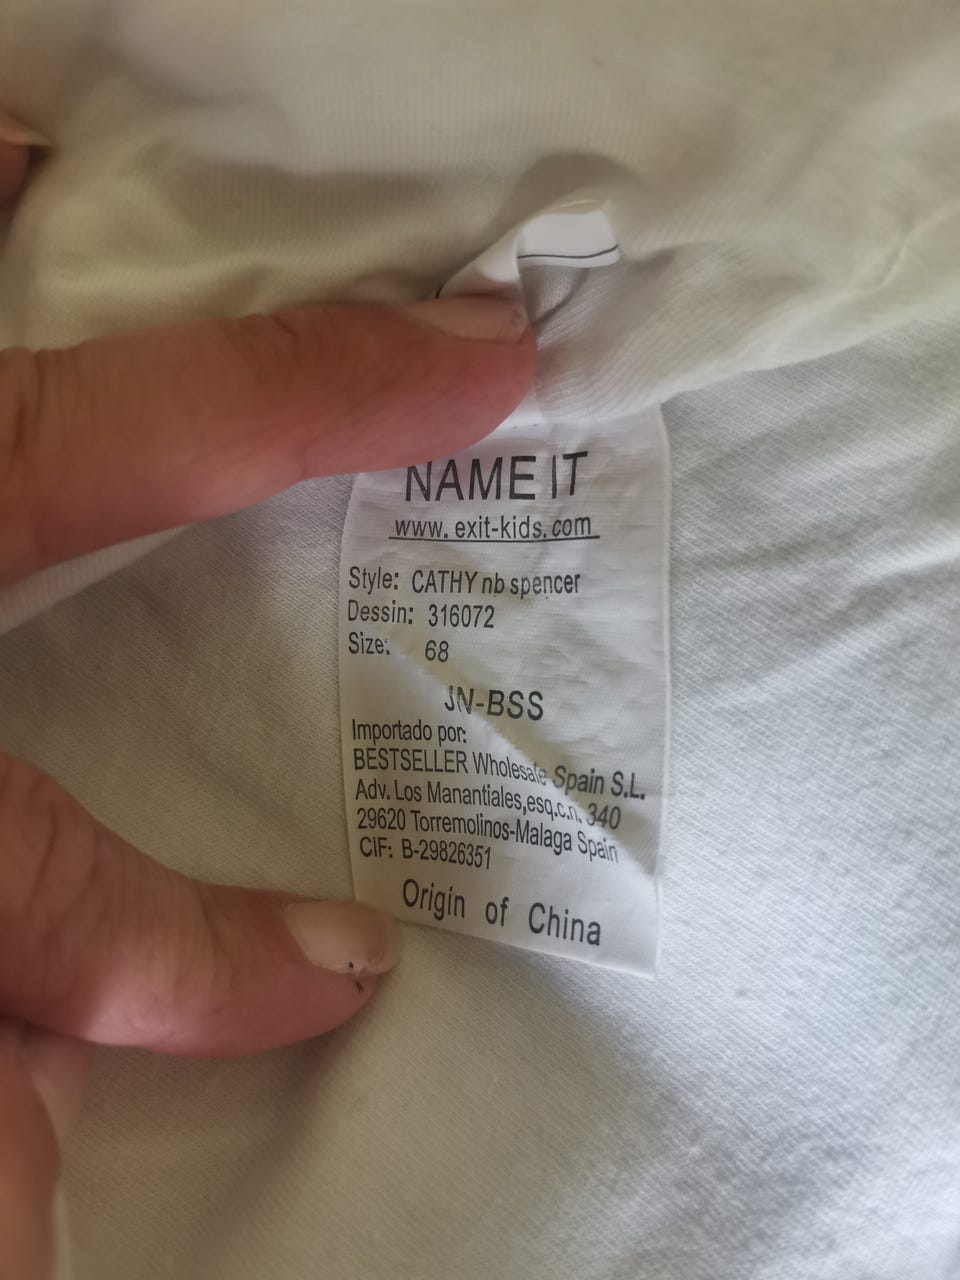 NAME IT
www.exit-kids.com
Style: CATHY nb spencer
Dessin: 316072
Size: 68
JN-BSS
Importado por:
BESTSELLER Wholesale Spain S.L.
Adv. Los Manantiales,esq.c.n. 340
29620 Torremolinos-Malaga Spain
CIF: B-29826351
Origin of China